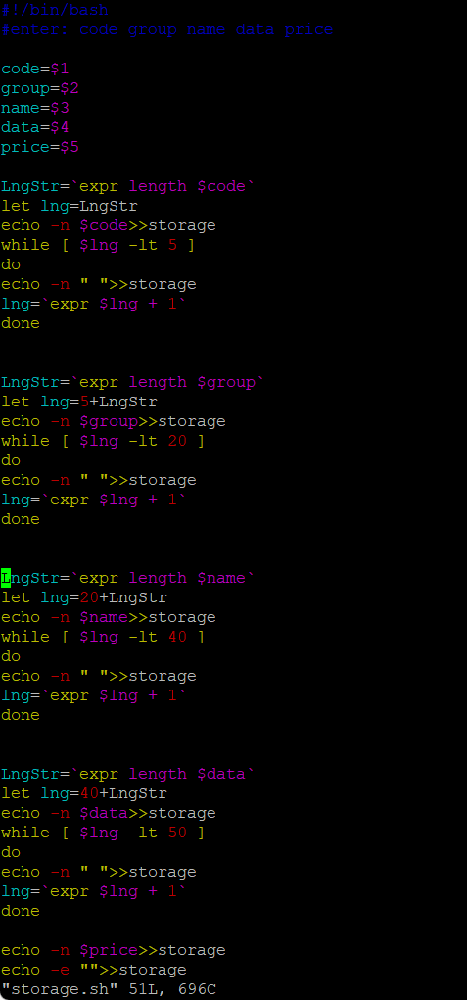 #!/bin/bash
#enter: code group name data price
code=$1
group=$2
name=$3
data=$4
price=$5
LngStr=`expr length $code`
let lng=LngStr
echo -n $code>>storage
while [ $lng -lt 5 ]
do
echo -n " ">>storage
lng=`expr $lng + 1`
done
LngStr=`expr length $group`
let lng=5+LngStr
echo -n $group>>storage
while [ $lng -lt 20 ]
do
echo -n " ">>storage
lng=`expr $lng + 1`
done
LngStr=`expr length $name`
let lng=20+LngStr
echo -n $name>>storage
while [ $lng -lt 40 ]
do
echo -n " ">>storage
lng=`expr $lng + 1`
done
LngStr=`expr length $data`
let lng=40+LngStr
echo -n $data>>storage
while [ $lng -lt 50 ]
do
echo -n " ">>storage
lng=`expr $lng + 1`
done
echo -n $price>>storage
echo -e "">>storage
"storage.sh" 51L, 696C